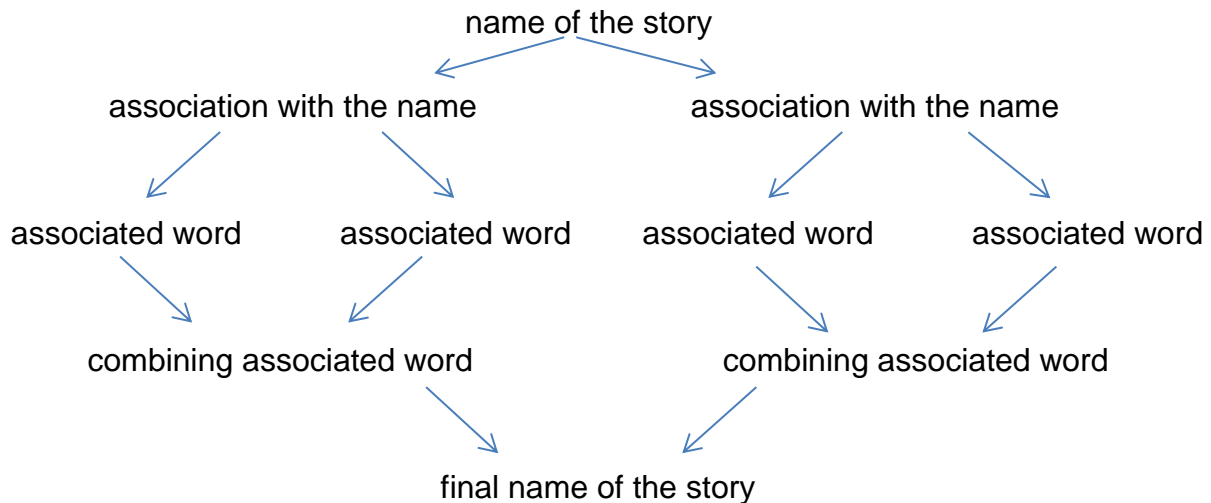 name of the story
association with the name association with the name
associated word associated word associated word associated word
combining associated word combining associated word
final name of the story